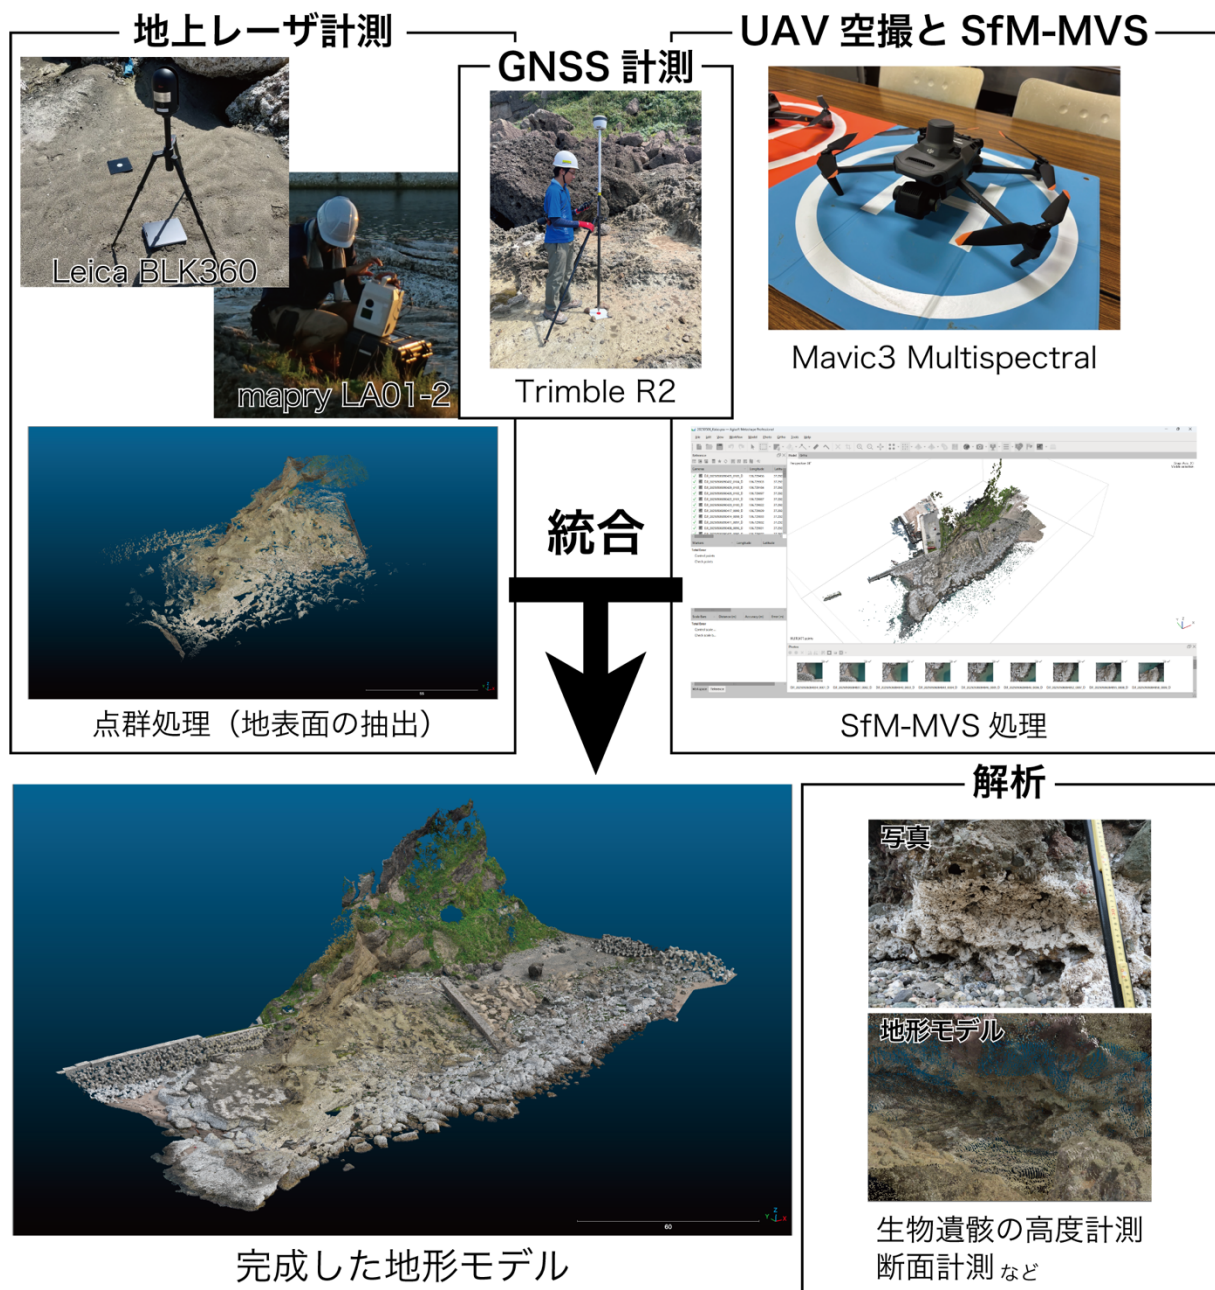 地上レーザ計測
GNSS 計測
UAV 空撮と SfM-MVS
Leica BLK360
mapry LA01-2
Trimble R2
Mavic3 Multispectral
統合
点群処理（地表面の抽出）
SfM-MVS 処理
解析
写真
地形モデル
60
完成した地形モデル
生物遺骸の高度計測
断面計測 など